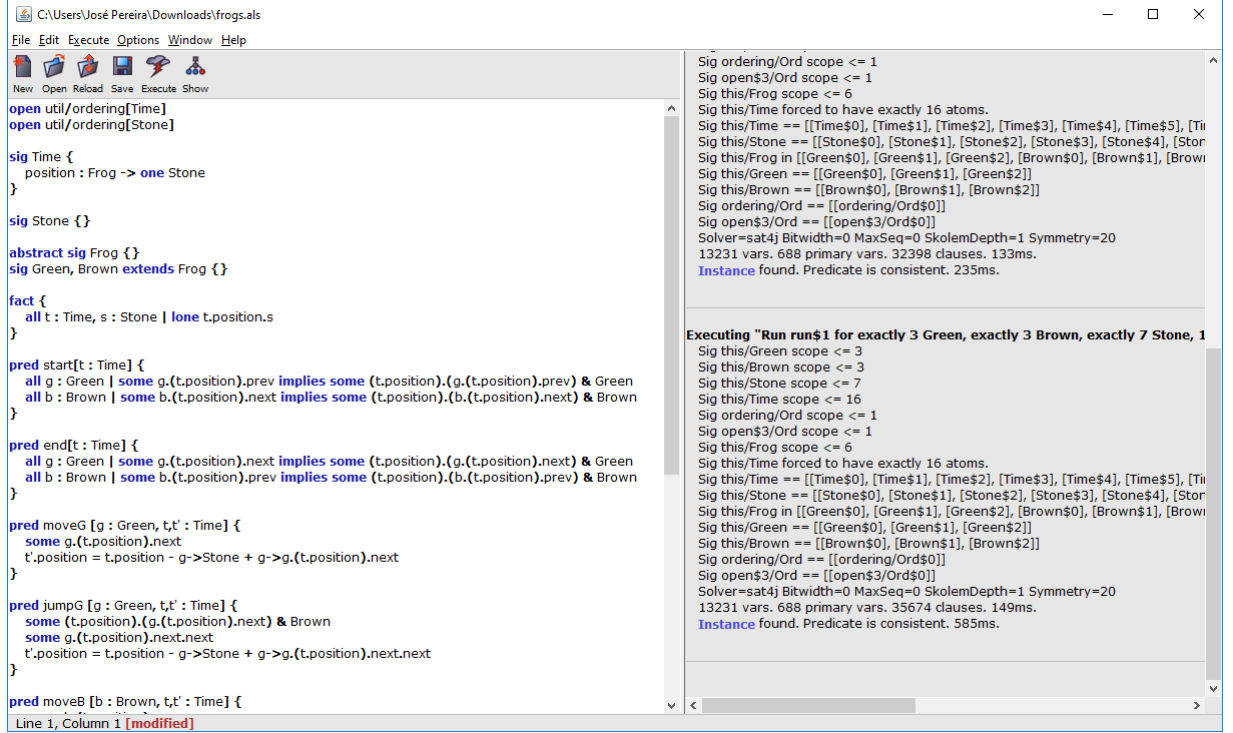 C:\Users\José Pereira\Downloads\frogs.als
File Edit Execute Options Window Help
New Open Reload Save Execute Show
open util/ordering[Time]
open util/ordering[Stone]
sig Time {
position : Frog -> one Stone
}
sig Stone {}
abstract sig Frog {}
sig Green, Brown extends Frog {}
fact {
all t : Time, s : Stone | lone t.position.s
}
pred start[t : Time] {
all g : Green | some g.(t.position).prev implies some (t.position).(g.(t.position).prev) & Green
all b : Brown | some b.(t.position).next implies some (t.position).(b.(t.position).next) & Brown
}
pred end[t : Time] {
all g : Green | some g.(t.position).next implies some (t.position).(g.(t.position).next) & Green
all b : Brown | some b.(t.position).prev implies some (t.position).(b.(t.position).prev) & Brown
}
pred moveG [g : Green, t,t' : Time] {
some g.(t.position).next
t'.position = t.position - g->Stone + g->g.(t.position).next
}
pred jumpG [g : Green, t,t' : Time] {
some (t.position).(g.(t.position).next) & Brown
some g.(t.position).next.next
t'.position = t.position - g->Stone + g->g.(t.position).next.next
}
pred moveB [b : Brown, t,t' : Time] {
Line 1, Column 1 [modified]
Sig ordering/Ord scope <= 1
Sig open$3/Ord scope <= 1
Sig this/Frog scope <= 6
Sig this/Time forced to have exactly 16 atoms.
Sig this/Time == [[Time$0], [Time$1], [Time$2], [Time$3], [Time$4], [Time$5], [Ti
Sig this/Stone == [[Stone$0], [Stone$1], [Stone$2], [Stone$3], [Stone$4], [Ston
Sig this/Frog in [[Green$0], [Green$1], [Green$2], [Brown$0], [Brown$1], [Brow
Sig this/Green == [[Green$0], [Green$1], [Green$2]]
Sig this/Brown == [[Brown$0], [Brown$1], [Brown$2]]
Sig ordering/Ord == [[ordering/Ord$0]]
Sig open$3/Ord == [[open$3/Ord$0]]
Solver=sat4j Bitwidth=0 MaxSeq=0 SkolemDepth=1 Symmetry=20
13231 vars. 688 primary vars. 32398 clauses. 133ms.
Instance found. Predicate is consistent. 235ms.
Executing "Run run$1 for exactly 3 Green, exactly 3 Brown, exactly 7 Stone, 1
Sig this/Green scope <= 3
Sig this/Brown scope <= 3
Sig this/Stone scope <= 7
Sig this/Time scope <= 16
Sig ordering/Ord scope <= 1
Sig open$3/Ord scope <= 1
Sig this/Frog scope <= 6
Sig this/Time forced to have exactly 16 atoms.
Sig this/Time == [[Time$0], [Time$1], [Time$2], [Time$3], [Time$4], [Time$5], [Ti
Sig this/Stone == [[Stone$0], [Stone$1], [Stone$2], [Stone$3], [Stone$4], [Ston
Sig this/Frog in [[Green$0], [Green$1], [Green$2], [Brown$0], [Brown$1], [Brow
Sig this/Green == [[Green$0], [Green$1], [Green$2]]
Sig this/Brown == [[Brown$0], [Brown$1], [Brown$2]]
Sig ordering/Ord == [[ordering/Ord$0]]
Sig open$3/Ord == [[open$3/Ord$0]]
Solver=sat4j Bitwidth=0 MaxSeq=0 SkolemDepth=1 Symmetry=20
13231 vars. 688 primary vars. 35674 clauses. 149ms.
Instance found. Predicate is consistent. 585ms.